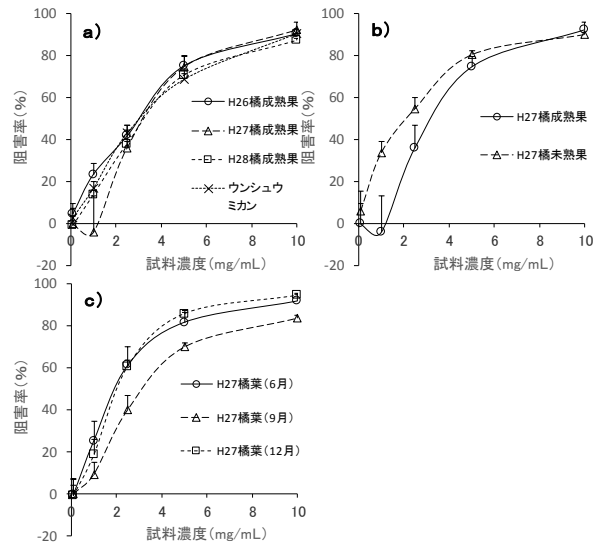 a)
100
80
60
40
20
0
-20
0
2
4
6
8
10
阻害率(%)
試料濃度(mg/mL)
H26橘成熟果
H27橘成熟果
H28橘成熟果
ウンシュウ
ミカン
b)
100
80
60
40
20
0
-20
0
2
4
6
8
10
阻害率(%)
試料濃度(mg/mL)
H27橘成熟果
H27橘未熟果
c)
100
80
60
40
20
0
-20
0
2
4
6
8
10
阻害率(%)
試料濃度(mg/mL)
H27橘葉(6月)
H27橘葉(9月)
H27橘葉(12月)